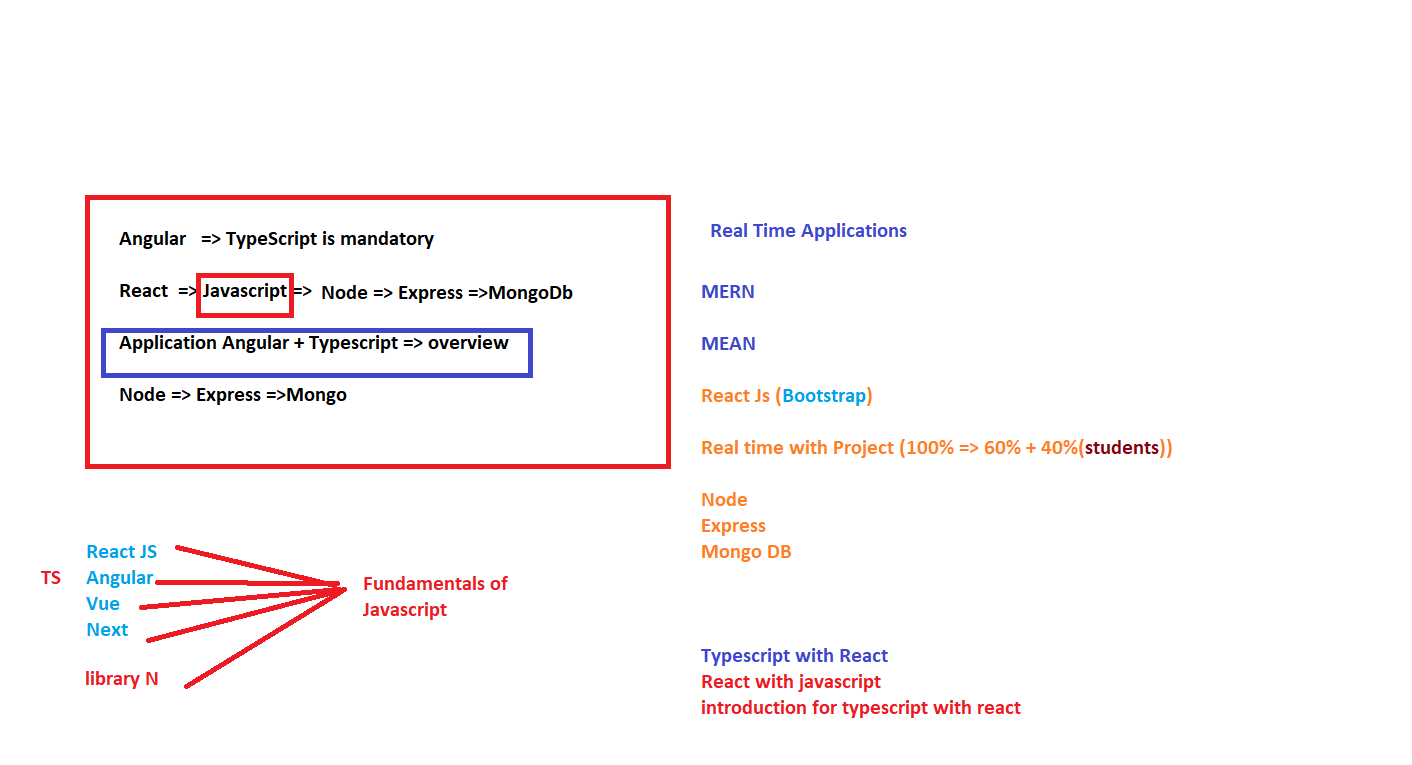 Angular => TypeScript is mandatory
React => Javascript => Node => Express =>MongoDb
Application Angular + Typescript => overview
Node => Express =>Mongo
Real Time Applications
MERN
MEAN
React Js (Bootstrap)
Real time with Project (100% => 60% + 40%(students))
Node
Express
Mongo DB
React JS
TS Angular
Vue
Next
library N
Fundamentals of
Javascript
Typescript with React
React with javascript
introduction for typescript with react